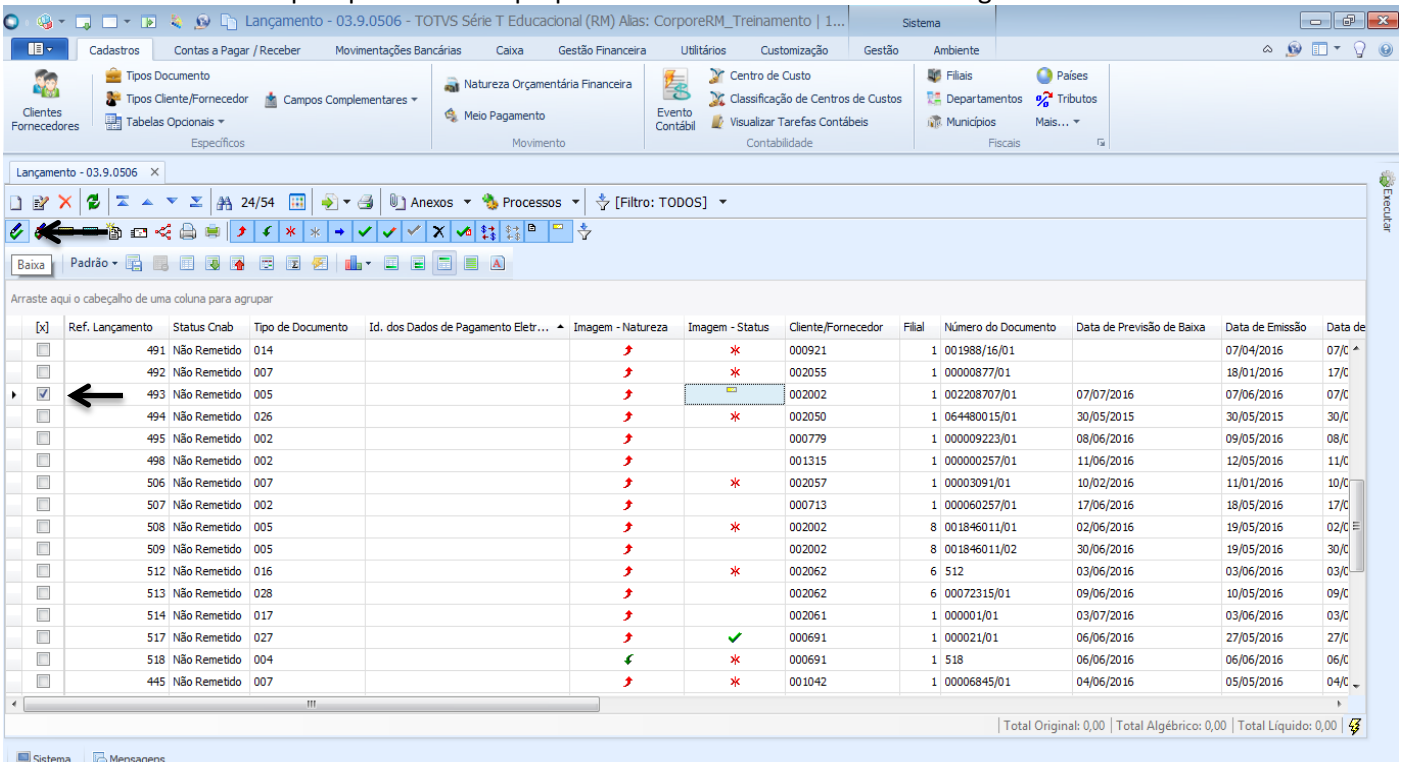 Lançamento - 03.9.0506 - TOTVS Série T Educacional (RM) Alias: CorporeRM_Treinamento | 1... Sistema
Cadastros Contas a Pagar / Receber Movimentações Bancárias Caixa Gestão Financeira Utilitários Customização Gestão Ambiente
Clientes Fornecedores
Tipos Documento
Tipos Cliente/Fornecedor
Tabelas Opcionais
Campos Complementares
Específicos
Natureza Orçamentária Financeira
Meio Pagamento
Movimento
Evento Contábil
Centro de Custo
Classificação de Centros de Custos
Visualizar Tarefas Contábeis
Contabilidade
Filiais
Departamentos
Municípios
Países
Tributos
Mais...
Fiscais
Lançamento - 03.9.0506
Executar
24/54 Anexos Processos [Filtro: TODOS]
Baixa Padrão
Arraste aqui o cabeçalho de uma coluna para agrupar
[x] Ref. Lançamento Status Cnab Tipo de Documento Id. dos Dados de Pagamento Eletr... Imagem - Natureza Imagem - Status Cliente/Fornecedor Filial Número do Documento Data de Previsão de Baixa Data de Emissão Data de
491 Não Remetido 014 000921 1 001988/16/01 07/04/2016 07/0
492 Não Remetido 007 002055 1 00000877/01 18/01/2016 17/0
493 Não Remetido 005 002002 1 002208707/01 07/07/2016 07/06/2016 07/0
494 Não Remetido 026 002050 1 064480015/01 30/05/2015 30/05/2015 30/0
495 Não Remetido 002 000779 1 000009223/01 08/06/2016 09/05/2016 08/0
498 Não Remetido 002 001315 1 000000257/01 11/06/2016 12/05/2016 11/0
506 Não Remetido 007 002057 1 00003091/01 10/02/2016 11/01/2016 10/0
507 Não Remetido 002 000713 1 000060257/01 17/06/2016 18/05/2016 17/0
508 Não Remetido 005 002002 8 001846011/01 02/06/2016 19/05/2016 02/0
509 Não Remetido 005 002002 8 001846011/02 30/06/2016 19/05/2016 30/0
512 Não Remetido 016 002062 6 512 03/06/2016 03/06/2016 03/0
513 Não Remetido 028 002062 6 00072315/01 09/06/2016 10/05/2016 09/0
514 Não Remetido 017 002061 1 000001/01 03/07/2016 03/06/2016 03/0
517 Não Remetido 027 000691 1 000021/01 06/06/2016 27/05/2016 27/0
518 Não Remetido 004 000691 1 518 06/06/2016 06/06/2016 06/0
445 Não Remetido 007 001042 1 00006845/01 04/06/2016 05/05/2016 04/0
Total Original: 0,00 | Total Algébrico: 0,00 | Total Líquido: 0,00
Sistema Mensagens